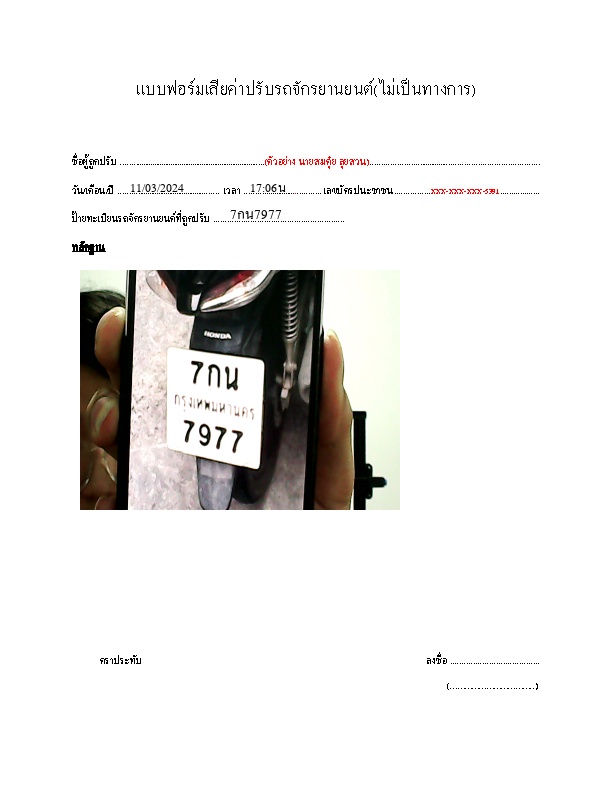 แบบฟอร์มเสียค่าปรับรถจักรยานยนต์(ไม่เป็นทางการ)
ชื่อผู้ถูกปรับ ................(ตัวอย่าง นายสมคุ้ย ลุยสวน)................
วัน/เดือน/ปี ....11/03/2024.... เวลา ....17:06น.... เลขบัตรประชาชน ........XXX-XXX-XXX-5391........
ป้ายทะเบียนรถจักรยานยนต์ที่ถูกปรับ ....7กน7977................
หลักฐาน
HONDA
7กน
กรุงเทพมหานคร
7977
ตราประทับ ลงชื่อ ................
(................)